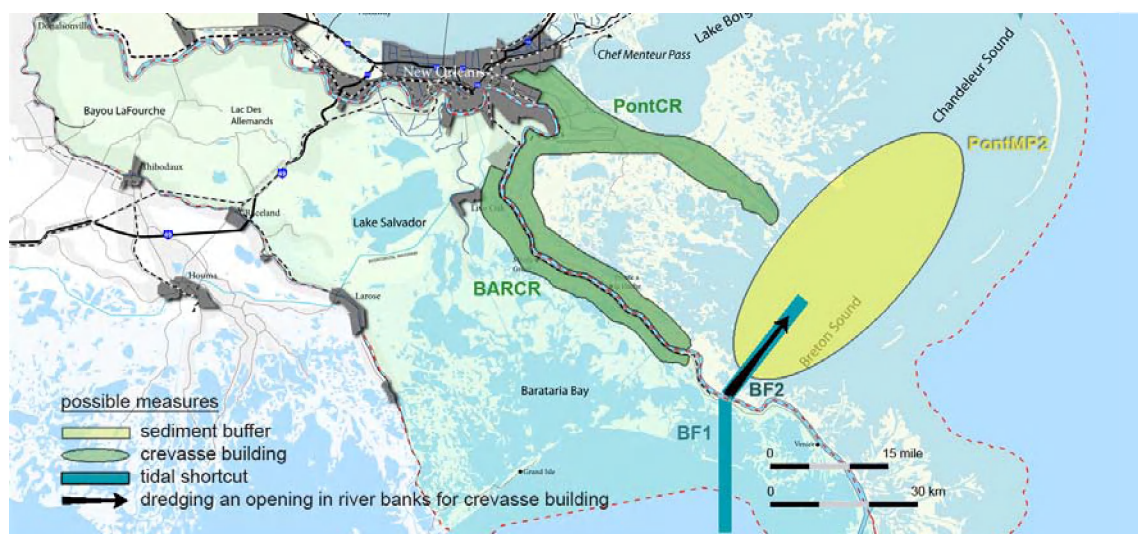 Donalsonville
New Orleans
Chef Menteur Pass
Lake Borg
Chandeleur Sound
PontCR
PontMP2
Bayou LaFourche
Lac Des
Allemands
Thibodaux
Raceland
Lake Salvador
Houma
Larose
BARCR
Breton Sound
Barataria Bay
BF2
BF1
Venice
Grand Isle
possible measures
sediment buffer
crevasse building
tidal shortcut
dredging an opening in river banks for crevasse building
0 15 mile
0 30 km